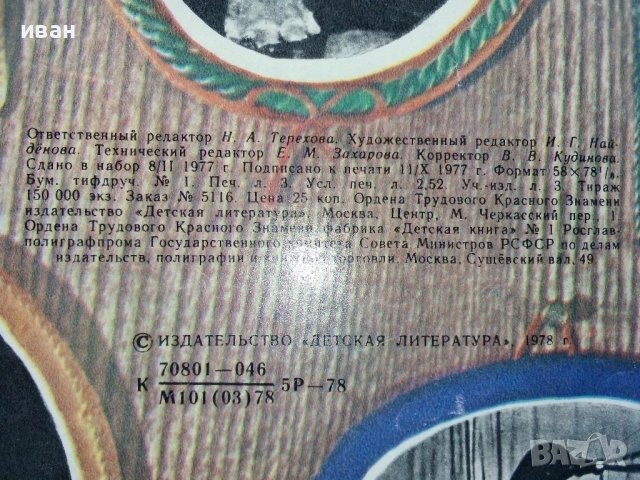 иван
Ответственный редактор Н. А. Терехова. Художественный редактор И. Г. Най-
дёнова. Технический редактор Е. М. Захарова. Корректор В. В. Кудинова.
Сдано в набор 8/II 1977 г. Подписано к печати 11/X 1977 г. Формат 58×78 1/8.
Бум. тифдруч. № 1. Печ. л. 3. Усл. печ. л. 2,52. Уч.-изд. л. 3. Тираж
150 000 экз. Заказ № 5116. Цена 25 коп. Ордена Трудового Красного Знамени
издательство «Детская литература». Москва, Центр, М. Черкасский пер., 1.
Ордена Трудового Красного Знамени фабрика «Детская книга» № 1 Росглав-
полиграфпрома Государственного комитета Совета Министров РСФСР по делам
издательств, полиграфии и книжной торговли. Москва, Сущёвский вал, 49.
© ИЗДАТЕЛЬСТВО «ДЕТСКАЯ ЛИТЕРАТУРА», 1978 г.
К 70801—046
М101(03)78 5Р—78
BAZAR